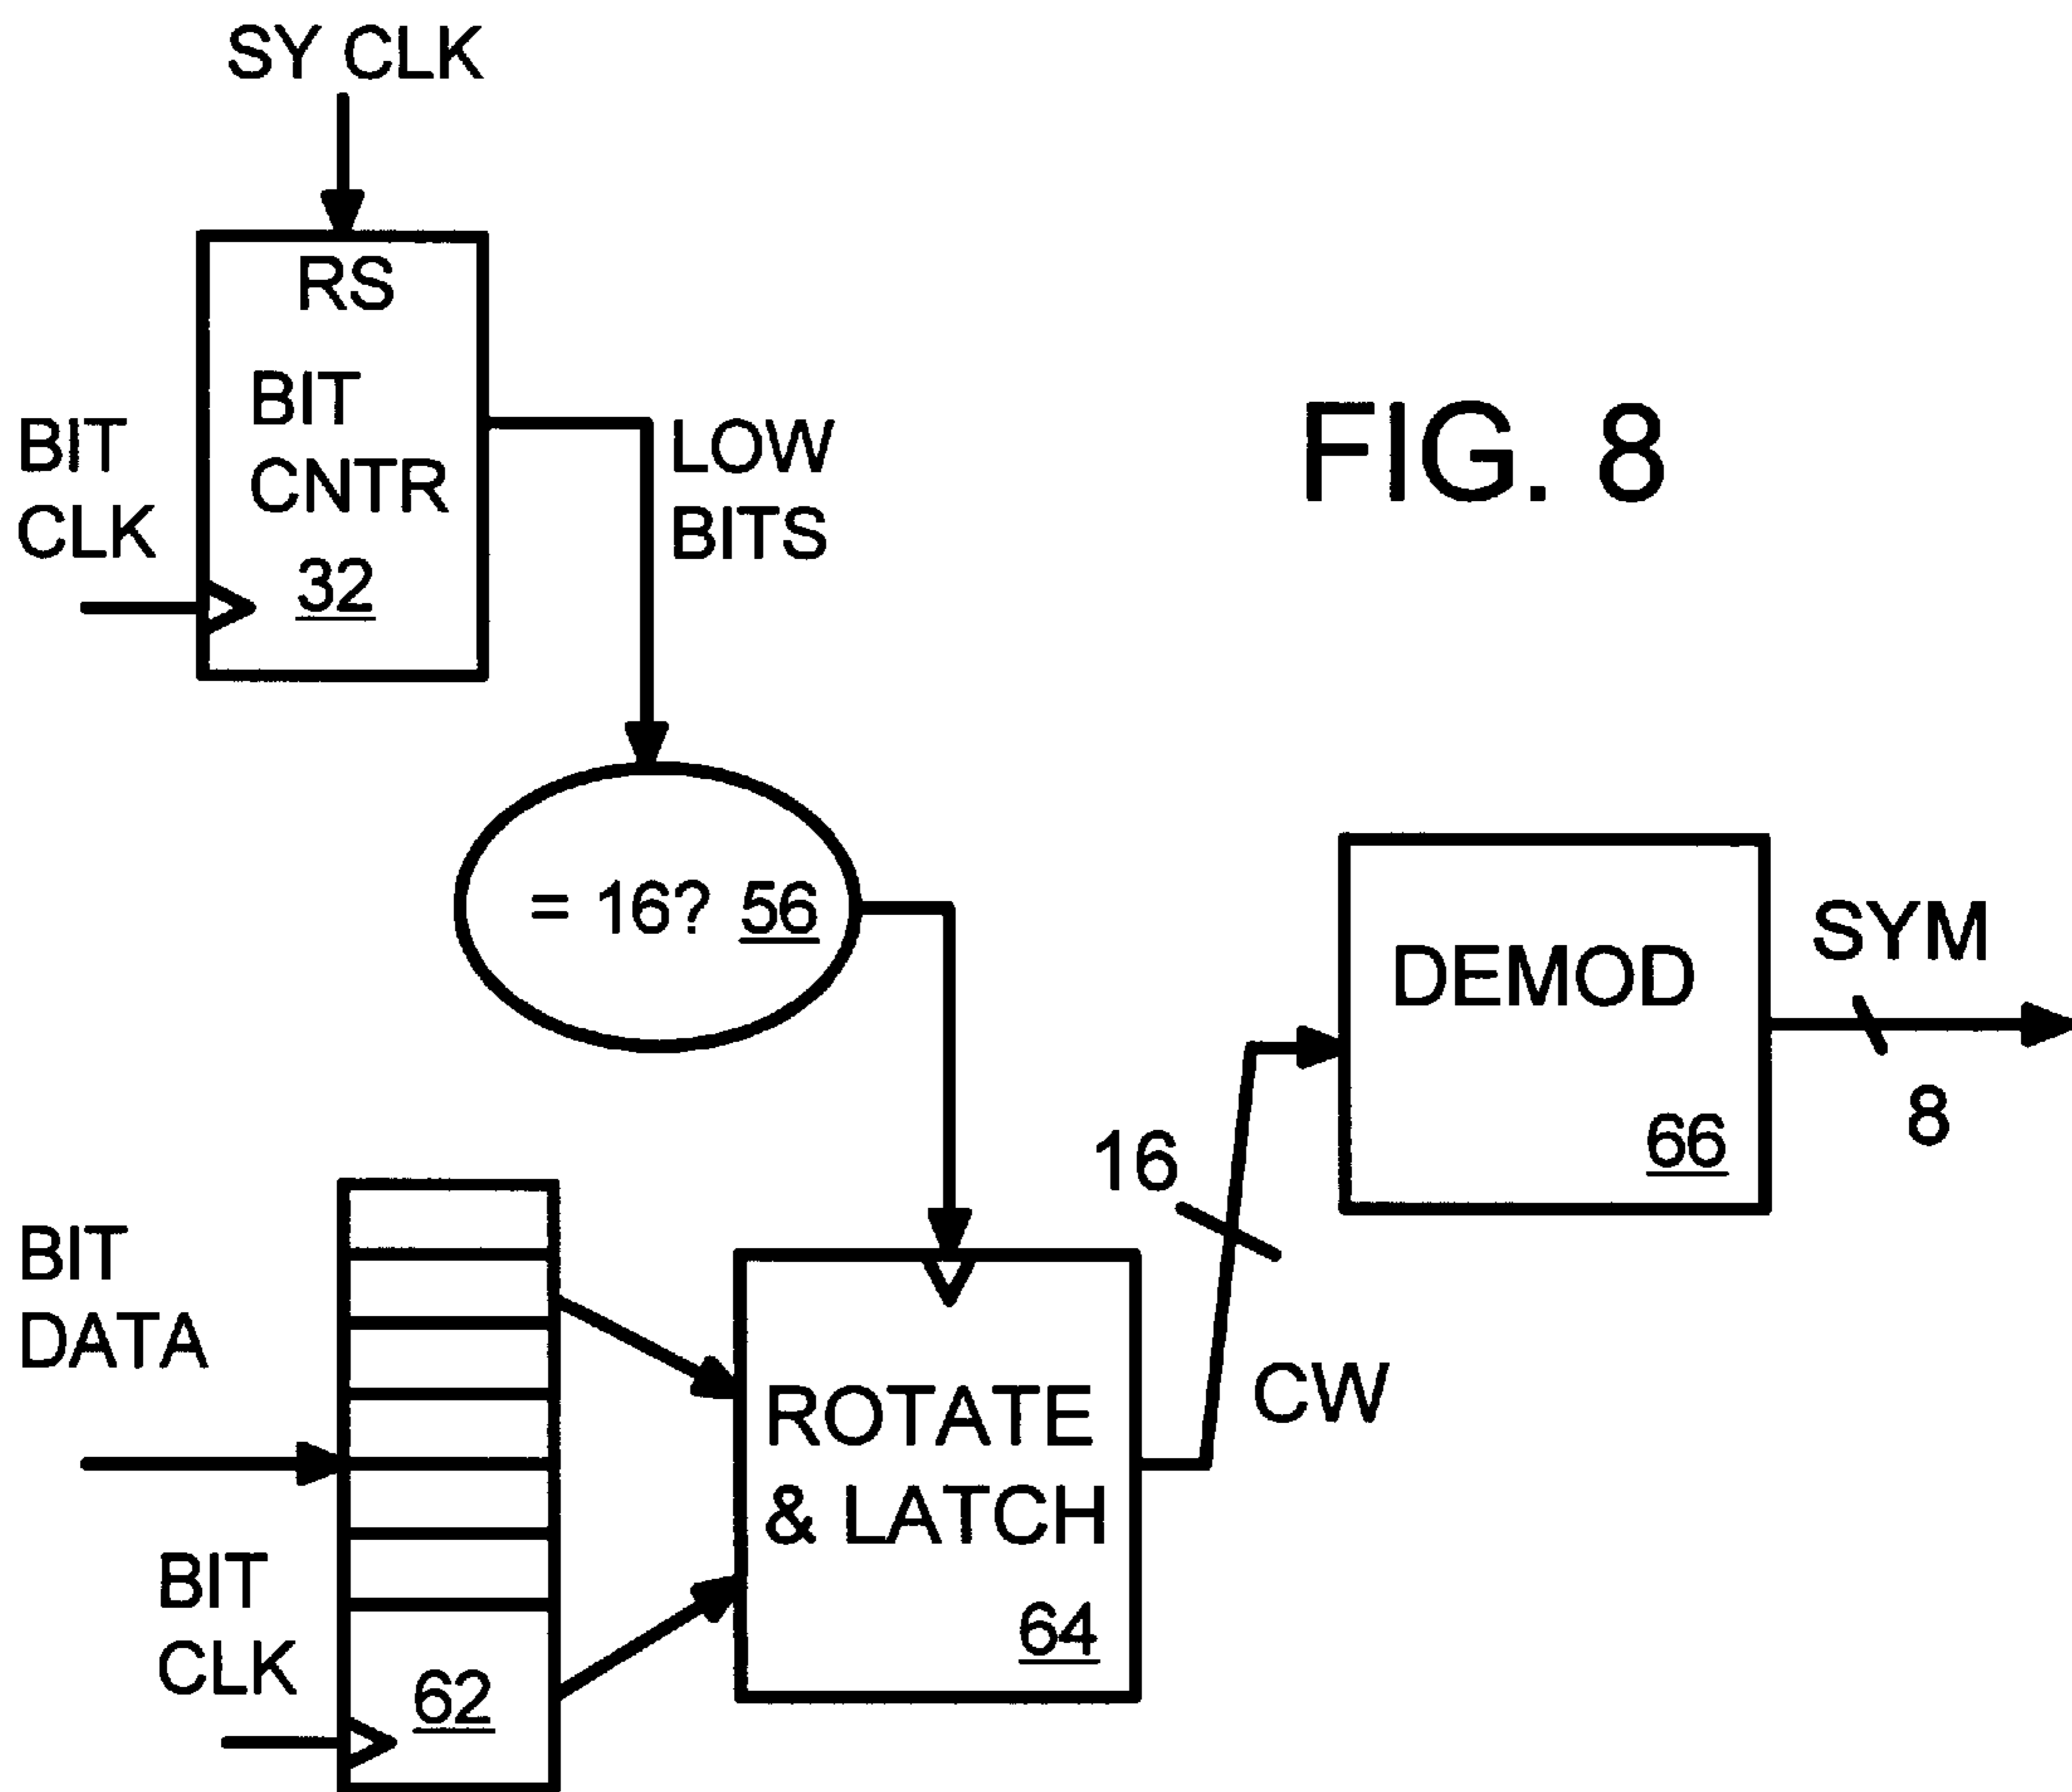 SY CLK
RS
BIT
CNTR
32
BIT
CLK
LOW
BITS
FIG. 8
= 16? 56
DEMOD
66
SYM
8
16
CW
BIT
DATA
BIT
CLK
62
ROTATE
& LATCH
64